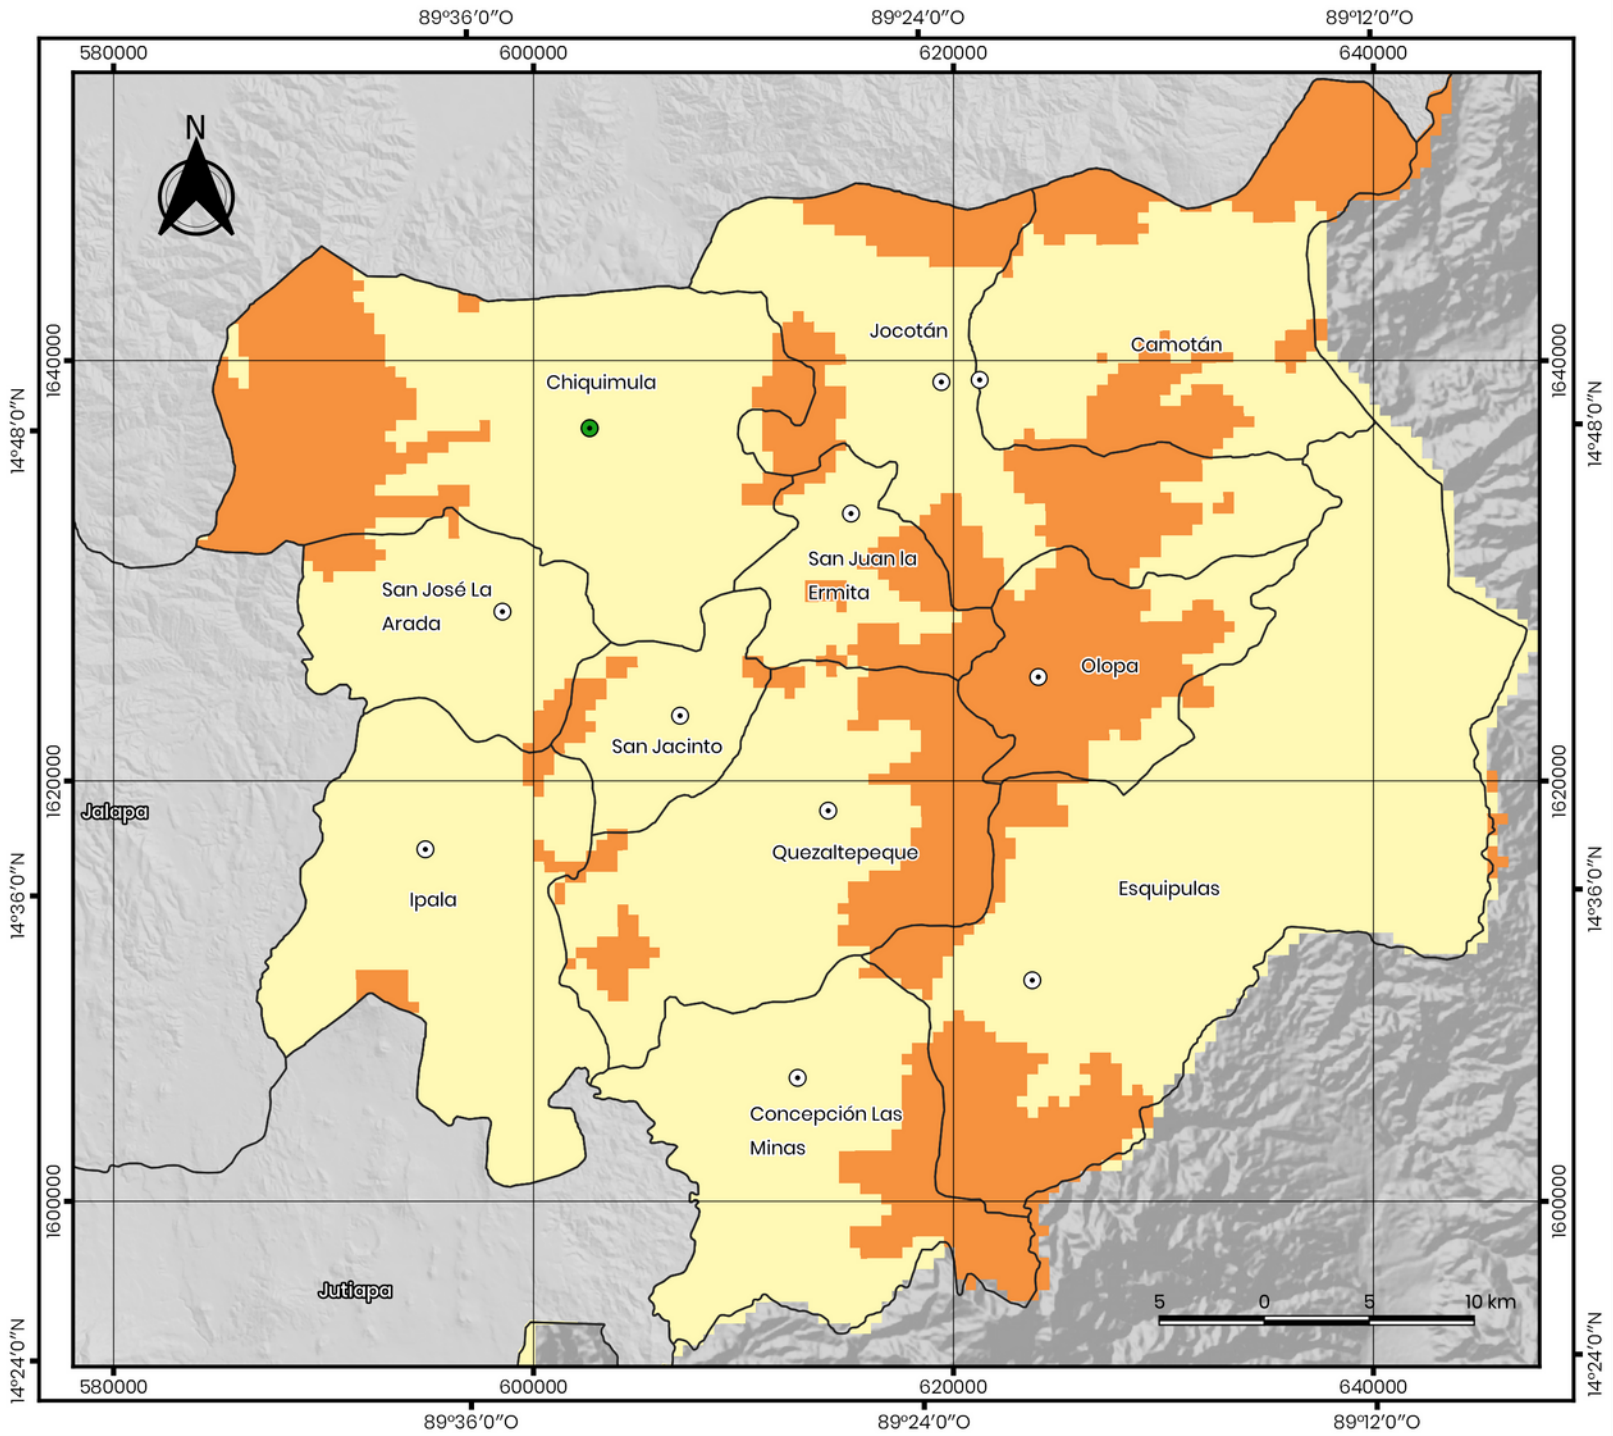 89°36'0"O 89°24'0"O 89°12'0"O
580000 600000 620000 640000
N
Jocotán
Camotán
1640000
1640000
Chiquimula
14°48'0"N
14°48'0"N
San Juan la
Ermita
San José La
Arada
Olopa
San Jacinto
1620000
1620000
Jalapa
Quezaltepeque
Esquipulas
Ipala
14°36'0"N
14°36'0"N
Concepción Las
Minas
1600000
1600000
Jutiapa
5 0 5 10 km
14°24'0"N
14°24'0"N
580000 600000 620000 640000
89°36'0"O 89°24'0"O 89°12'0"O